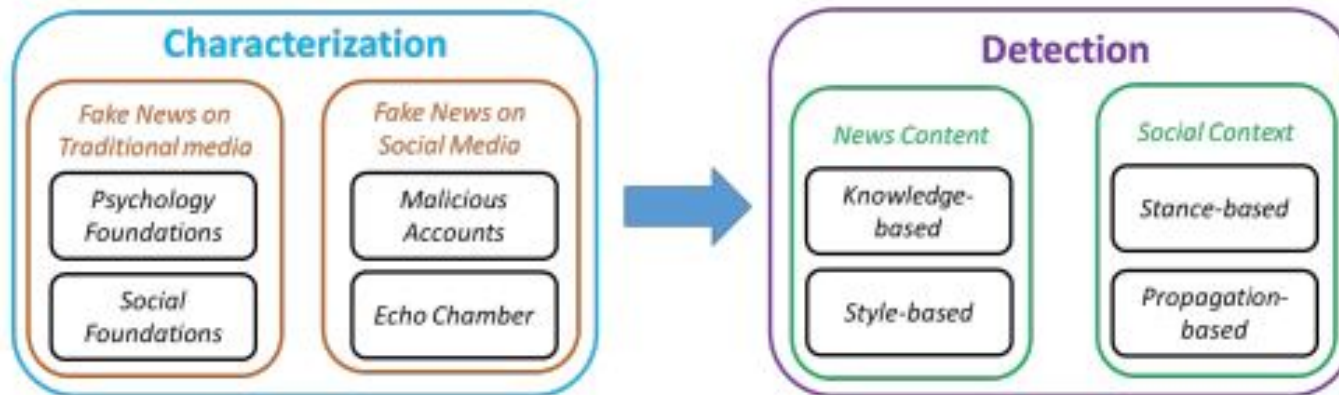 Characterization
Fake News on
Traditional media
Psychology
Foundations
Social
Foundations
Fake News on
Social Media
Malicious
Accounts
Echo Chamber
Detection
News Content
Knowledge-
based
Style-based
Social Context
Stance-based
Propagation-
based